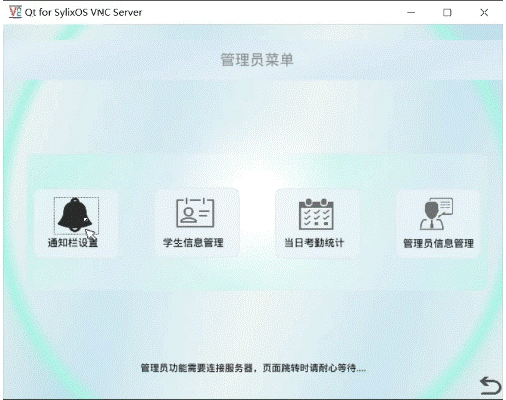 Qt for SylixOS VNC Server
管理员菜单
通知栏设置
学生信息管理
当日考勤统计
管理员信息管理
管理员功能需要连接服务器，页面跳转时请耐心等待....